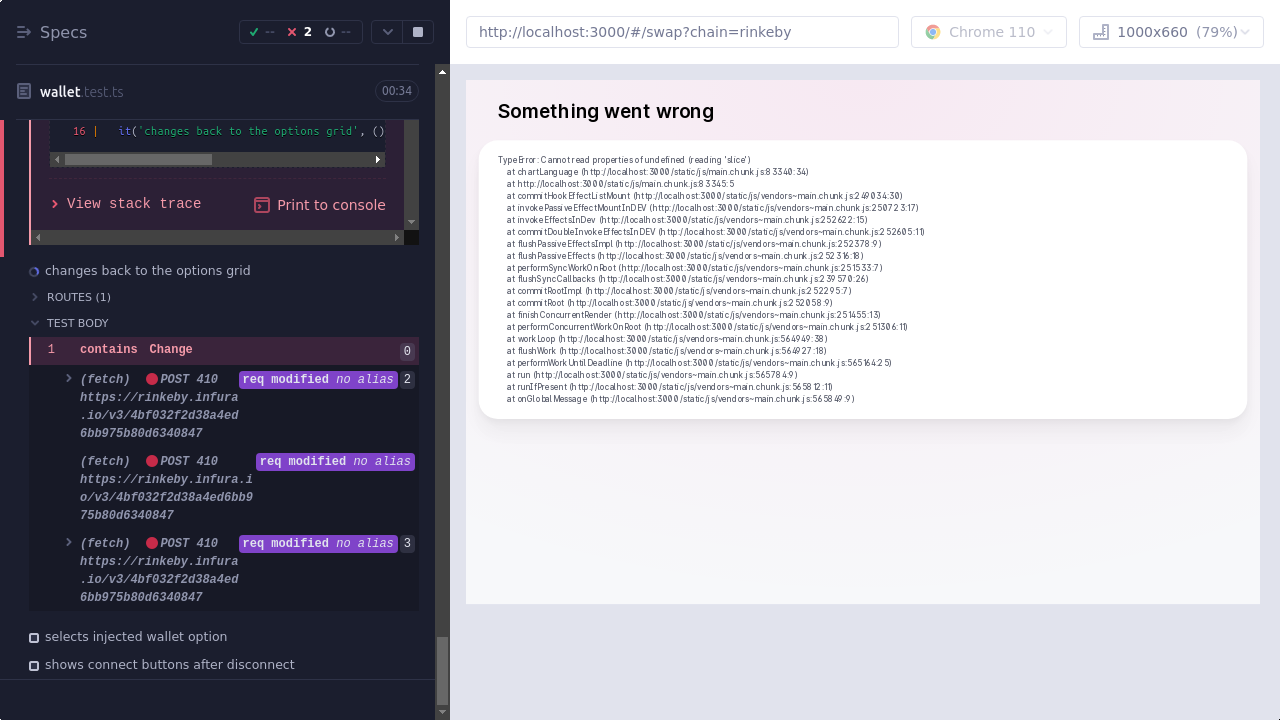 Specs
--
2
--
http://localhost:3000/#/swap?chain=rinkeby
Chrome 110
1000x660 (79%)
wallet.test.ts
00:34
16 | it('changes back to the options grid', ()
View stack trace
Print to console
changes back to the options grid
ROUTES (1)
TEST BODY
1 contains Change 0
(fetch) POST 410 req modified no alias 2
https://rinkeby.infura
.io/v3/4bf032f2d38a4ed
6bb975b80d6340847
(fetch) POST 410 req modified no alias
https://rinkeby.infura.i
o/v3/4bf032f2d38a4ed6bb9
75b80d6340847
(fetch) POST 410 req modified no alias 3
https://rinkeby.infura
.io/v3/4bf032f2d38a4ed
6bb975b80d6340847
selects injected wallet option
shows connect buttons after disconnect
Something went wrong
TypeError: Cannot read properties of undefined (reading 'slice')
at chartLanguage (http://localhost:3000/static/js/main.chunk.js:83340:34)
at http://localhost:3000/static/js/main.chunk.js:83345:5
at commitHookEffectListMount (http://localhost:3000/static/js/vendors~main.chunk.js:249034:30)
at invokePassiveEffectMountInDEV (http://localhost:3000/static/js/vendors~main.chunk.js:250723:17)
at invokeEffectsInDev (http://localhost:3000/static/js/vendors~main.chunk.js:252622:15)
at commitDoubleInvokeEffectsInDEV (http://localhost:3000/static/js/vendors~main.chunk.js:252605:11)
at flushPassiveEffectsImpl (http://localhost:3000/static/js/vendors~main.chunk.js:252378:9)
at flushPassiveEffects (http://localhost:3000/static/js/vendors~main.chunk.js:252316:18)
at performSyncWorkOnRoot (http://localhost:3000/static/js/vendors~main.chunk.js:251533:7)
at flushSyncCallbacks (http://localhost:3000/static/js/vendors~main.chunk.js:239570:26)
at commitRootImpl (http://localhost:3000/static/js/vendors~main.chunk.js:252295:7)
at commitRoot (http://localhost:3000/static/js/vendors~main.chunk.js:252058:9)
at finishConcurrentRender (http://localhost:3000/static/js/vendors~main.chunk.js:251455:13)
at performConcurrentWorkOnRoot (http://localhost:3000/static/js/vendors~main.chunk.js:251306:11)
at workLoop (http://localhost:3000/static/js/vendors~main.chunk.js:564949:38)
at flushWork (http://localhost:3000/static/js/vendors~main.chunk.js:564927:18)
at performWorkUntilDeadline (http://localhost:3000/static/js/vendors~main.chunk.js:565164:25)
at run (http://localhost:3000/static/js/vendors~main.chunk.js:565784:9)
at runIfPresent (http://localhost:3000/static/js/vendors~main.chunk.js:565812:11)
at onGlobalMessage (http://localhost:3000/static/js/vendors~main.chunk.js:565849:9)